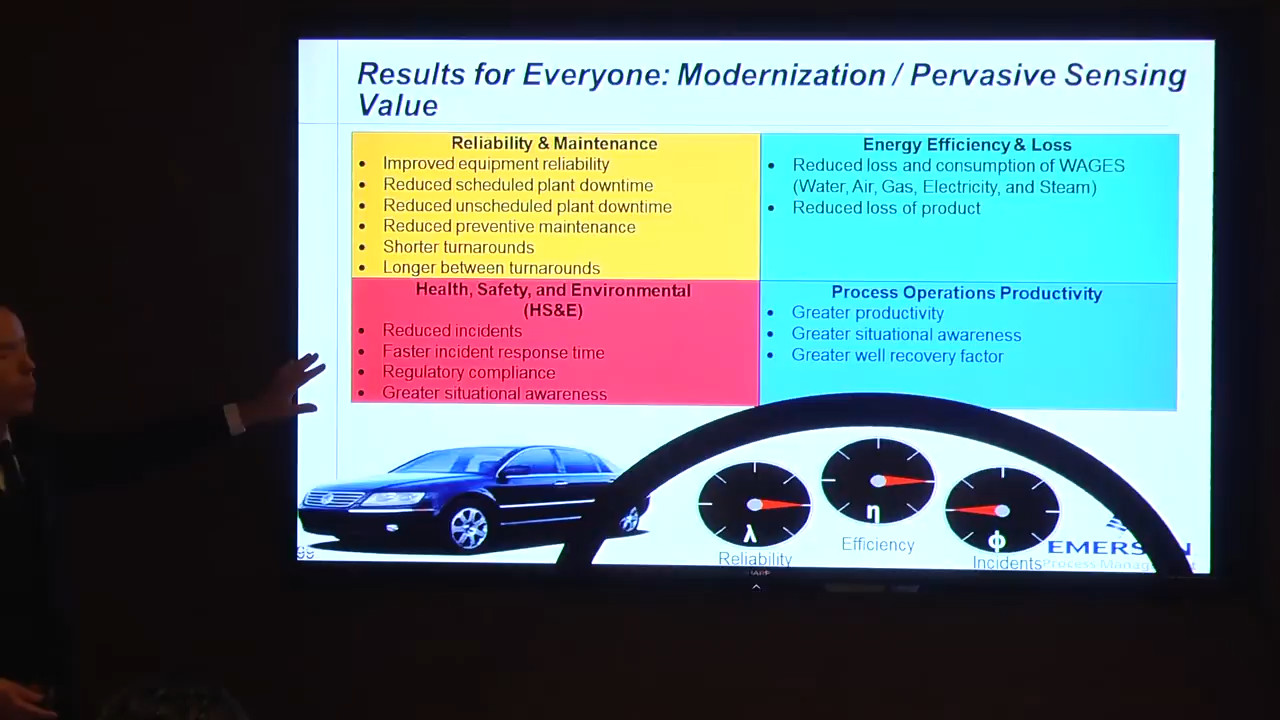 Results for Everyone: Modernization / Pervasive Sensing
Value
Reliability & Maintenance
• Improved equipment reliability
• Reduced scheduled plant downtime
• Reduced unscheduled plant downtime
• Reduced preventive maintenance
• Shorter turnarounds
• Longer between turnarounds
Energy Efficiency & Loss
• Reduced loss and consumption of WAGES
(Water, Air, Gas, Electricity, and Steam)
• Reduced loss of product
Health, Safety, and Environmental
(HS&E)
• Reduced incidents
• Faster incident response time
• Regulatory compliance
• Greater situational awareness
Process Operations Productivity
• Greater productivity
• Greater situational awareness
• Greater well recovery factor
λ
Reliability
η
Efficiency
φ
Incidents
Process
99